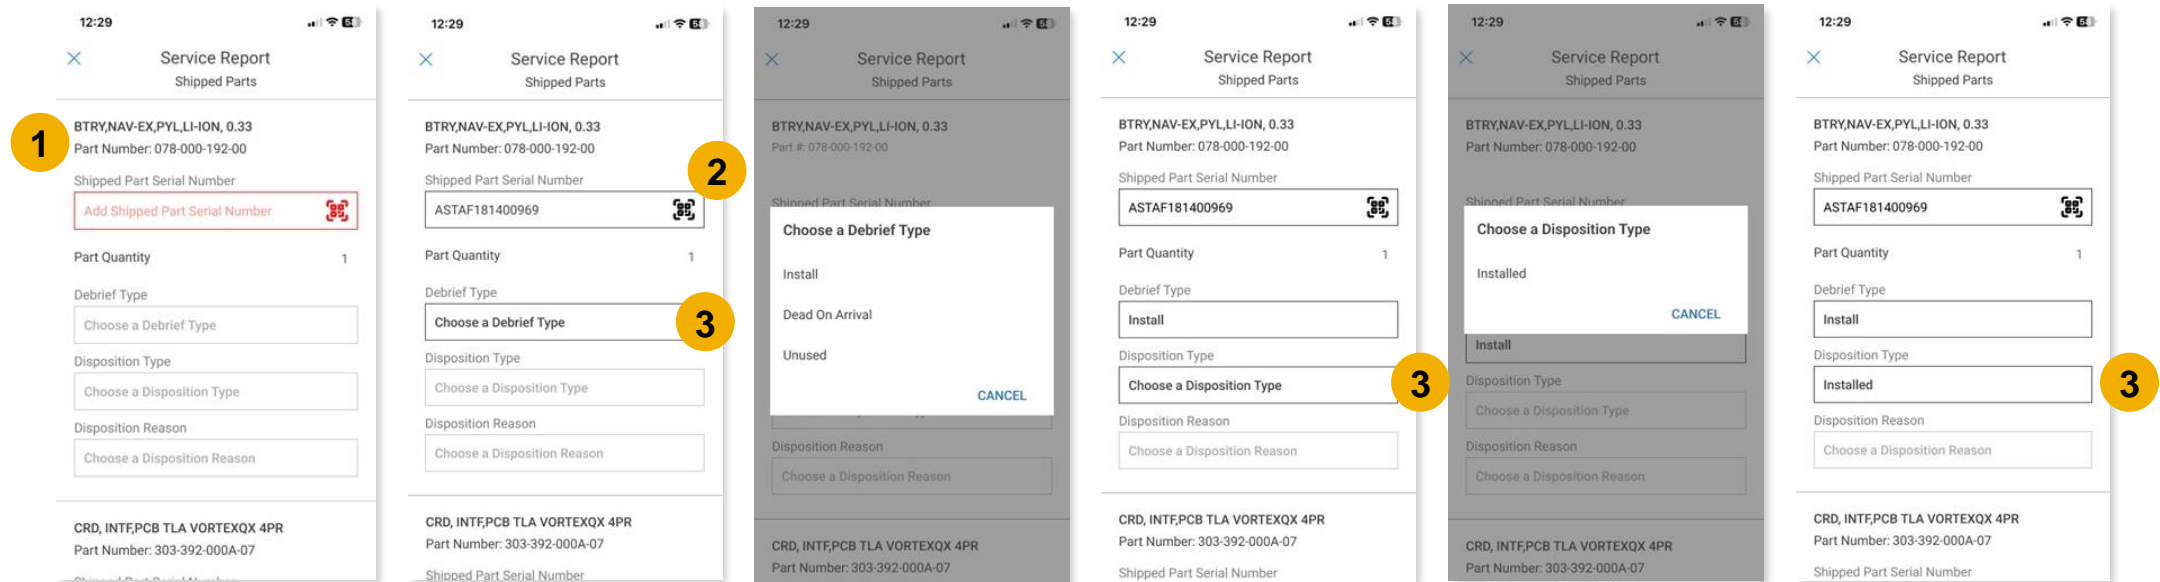 12:29
Service Report
Shipped Parts
1
BTRY,NAV-EX,PYL,LI-ION, 0.33
Part Number: 078-000-192-00
Shipped Part Serial Number
Add Shipped Part Serial Number
Part Quantity 1
Debrief Type
Choose a Debrief Type
Disposition Type
Choose a Disposition Type
Disposition Reason
Choose a Disposition Reason
CRD, INTF,PCB TLA VORTEXQX 4PR
Part Number: 303-392-000A-07
Shipped Part Serial Number
12:29
Service Report
Shipped Parts
BTRY,NAV-EX,PYL,LI-ION, 0.33
Part Number: 078-000-192-00
2
Shipped Part Serial Number
ASTAF181400969
Part Quantity 1
Debrief Type
Choose a Debrief Type
3
Disposition Type
Choose a Disposition Type
Disposition Reason
Choose a Disposition Reason
CRD, INTF,PCB TLA VORTEXQX 4PR
Part Number: 303-392-000A-07
Shipped Part Serial Number
12:29
Service Report
Shipped Parts
BTRY,NAV-EX,PYL,LI-ION, 0.33
Part #: 078-000-192-00
Shipped Part Serial Number
Choose a Debrief Type
Install
Dead On Arrival
Unused
CANCEL
Disposition Reason
Choose a Disposition Reason
CRD, INTF,PCB TLA VORTEXQX 4PR
Part Number: 303-392-000A-07
12:29
Service Report
Shipped Parts
BTRY,NAV-EX,PYL,LI-ION, 0.33
Part Number: 078-000-192-00
Shipped Part Serial Number
ASTAF181400969
Part Quantity 1
Debrief Type
Install
Disposition Type
Choose a Disposition Type
3
Disposition Reason
Choose a Disposition Reason
CRD, INTF,PCB TLA VORTEXQX 4PR
Part Number: 303-392-000A-07
Shipped Part Serial Number
12:29
Service Report
Shipped Parts
BTRY,NAV-EX,PYL,LI-ION, 0.33
Part Number: 078-000-192-00
Shipped Part Serial Number
Choose a Disposition Type
Installed
CANCEL
Install
Disposition Type
Choose a Disposition Type
Disposition Reason
Choose a Disposition Reason
CRD, INTF,PCB TLA VORTEXQX 4PR
Part Number: 303-392-000A-07
12:29
Service Report
Shipped Parts
BTRY,NAV-EX,PYL,LI-ION, 0.33
Part Number: 078-000-192-00
Shipped Part Serial Number
ASTAF181400969
Part Quantity 1
Debrief Type
Install
Disposition Type
Installed
3
Disposition Reason
Choose a Disposition Reason
CRD, INTF,PCB TLA VORTEXQX 4PR
Part Number: 303-392-000A-07
Shipped Part Serial Number